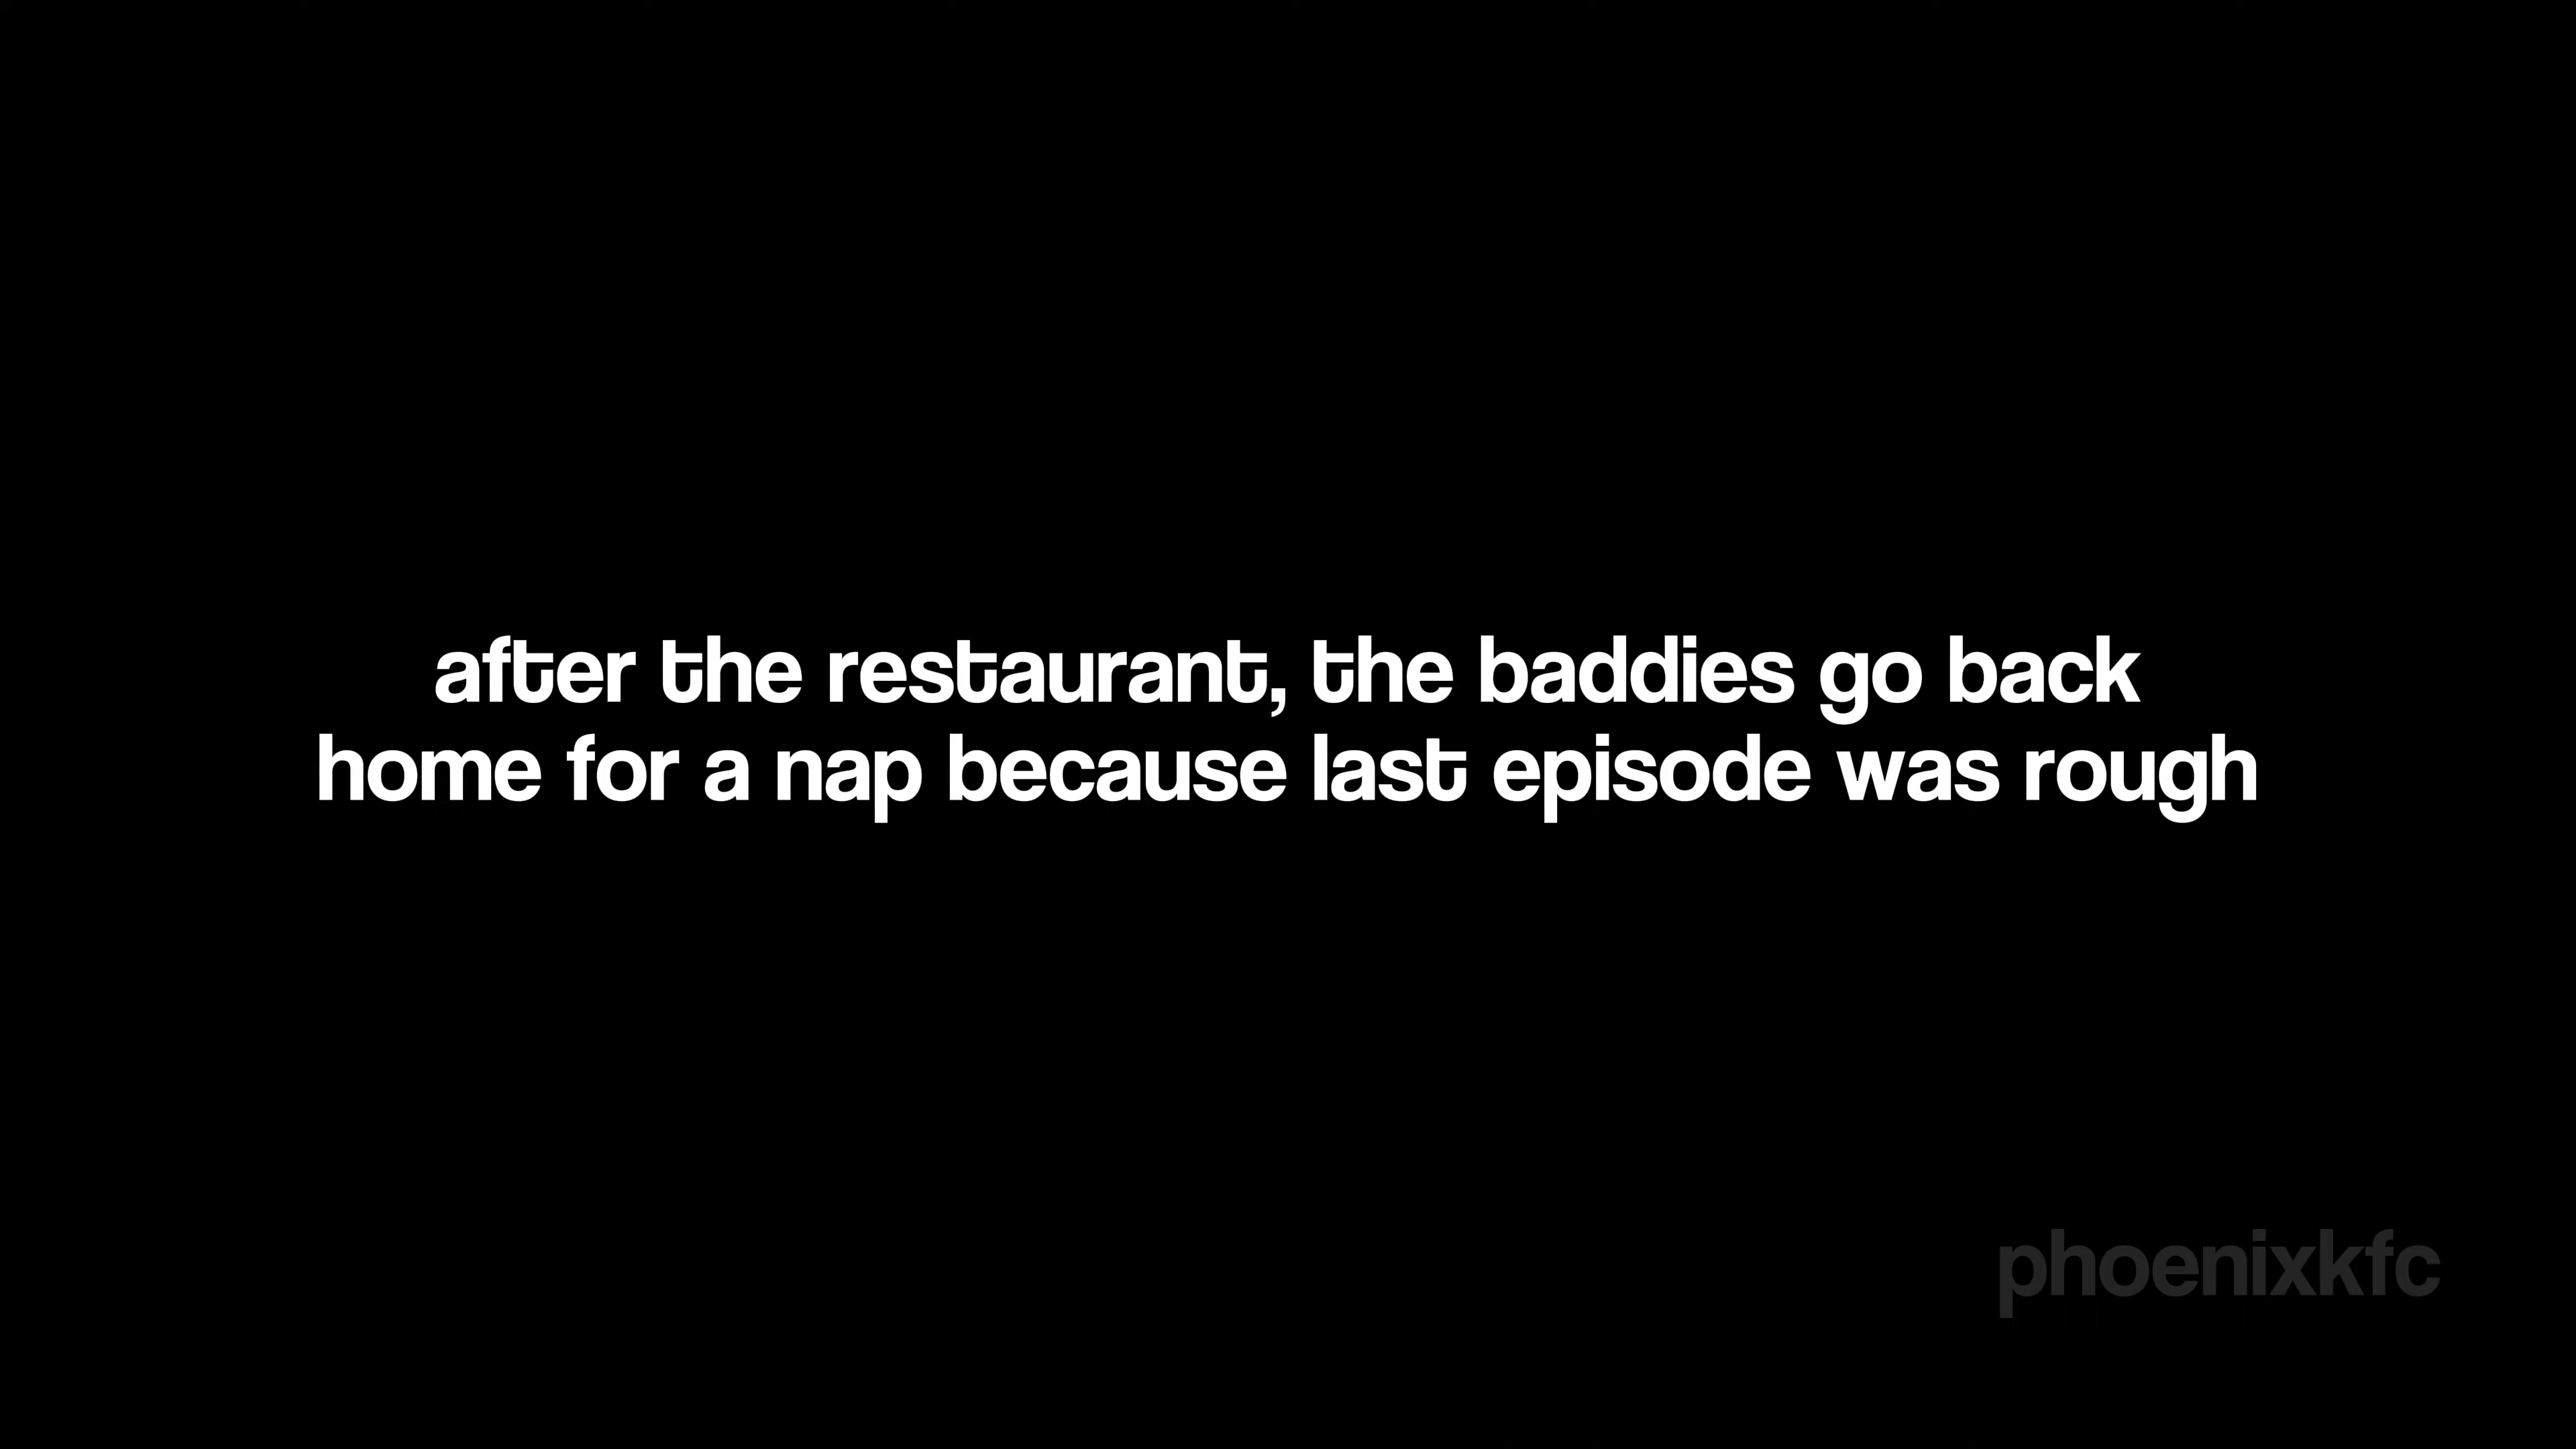 after the restaurant, the baddies go back
home for a nap because last episode was rough
phoenixkfc